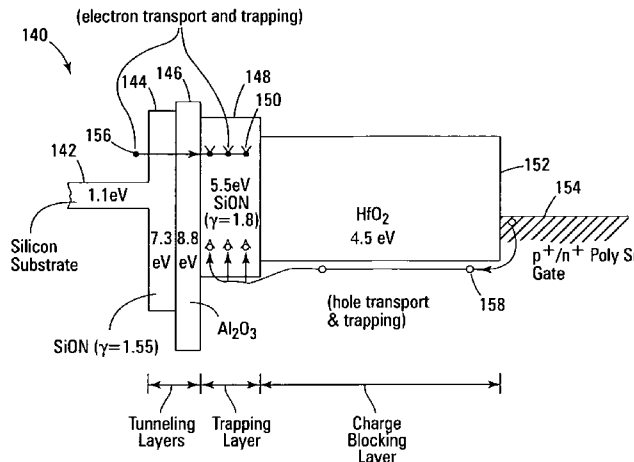 (electron transport and trapping)
140
144
146
148
150
156
142
1.1eV
152
154
5.5eV
SiON
(γ=1.8)
HfO2
4.5 eV
7.3
eV
8.8
eV
Silicon
Substrate
p+/n+ Poly Si
Gate
158
(hole transport
& trapping)
Al2O3
SiON (γ=1.55)
Tunneling
Layers
Trapping
Layer
Charge
Blocking
Layer